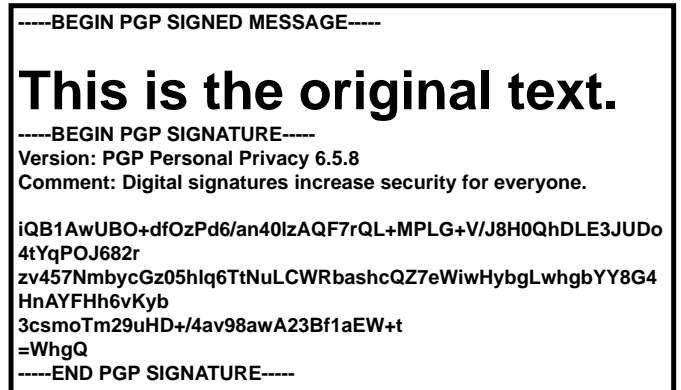 -----BEGIN PGP SIGNED MESSAGE-----
This is the original text.
-----BEGIN PGP SIGNATURE-----
Version: PGP Personal Privacy 6.5.8
Comment: Digital signatures increase security for everyone.
iQB1AwUBO+dfOzPd6/an40lzAQF7rQL+MPLG+V/J8H0QhDLE3JUDo
4tYqPOJ682r
zv457NmbycGz05hlq6TtNuLCWRbashcQZ7eWiwHybgLwhgbYY8G4
HnAYFHh6vKyb
3csmoTm29uHD+/4av98awA23Bf1aEW+t
=WhgQ
-----END PGP SIGNATURE-----